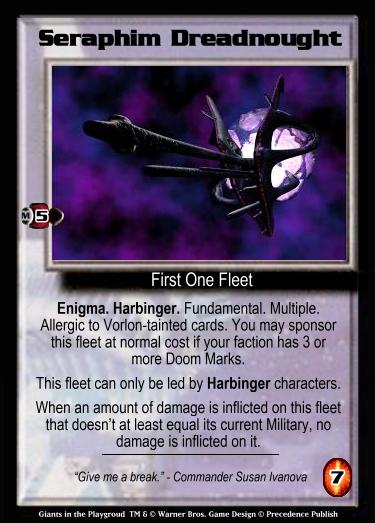 Seraphim Dreadnought
M 5
First One Fleet
Enigma. Harbinger. Fundamental. Multiple.
Allergic to Vorlon-tainted cards. You may sponsor
this fleet at normal cost if your faction has 3 or
more Doom Marks.
This fleet can only be led by Harbinger characters.
When an amount of damage is inflicted on this fleet
that doesn't at least equal its current Military, no
damage is inflicted on it.
"Give me a break." - Commander Susan Ivanova
7
Giants in the Playgroud TM & © Warner Bros. Game Design © Precedence Publish